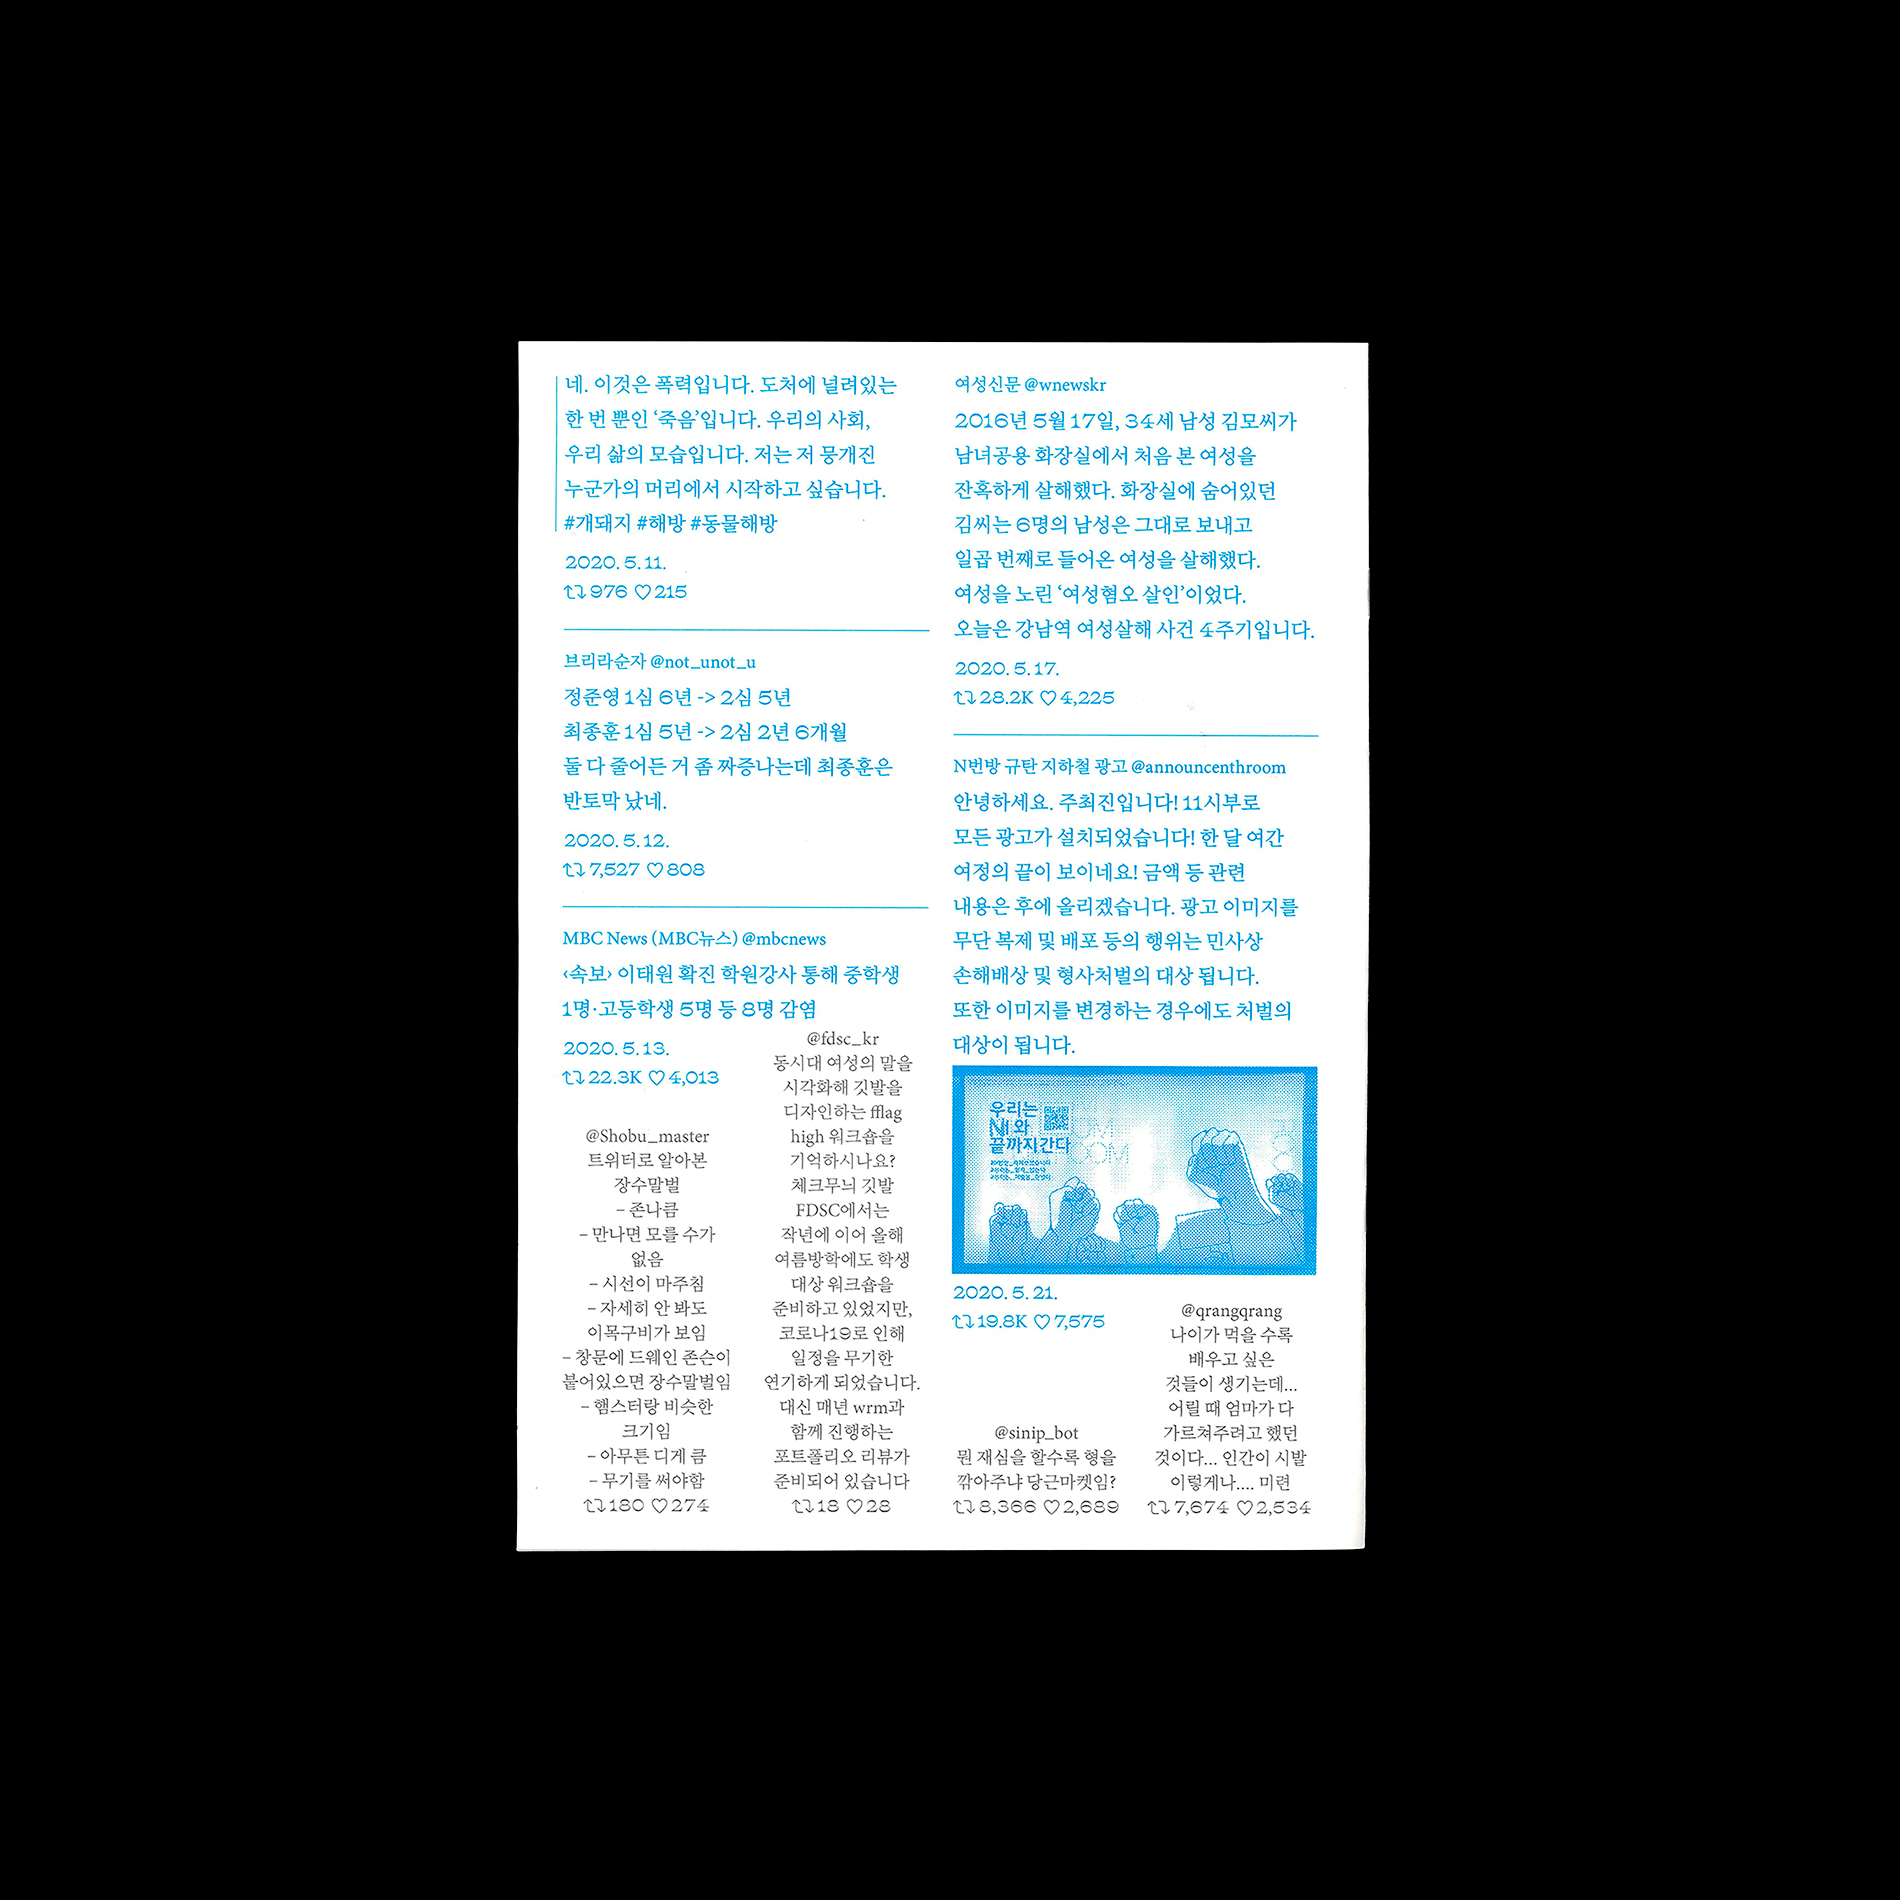 네. 이것은 폭력입니다. 도처에 널려있는
한 번 뿐인 ‘죽음’입니다. 우리의 사회,
우리 삶의 모습입니다. 저는 저 뭉개진
누군가의 머리에서 시작하고 싶습니다.
#개돼지 #해방 #동물해방
2020. 5. 11.
976 ♡215
브리라순자 @not_unot_u
정준영 1심 6년 -> 2심 5년
최종훈 1심 5년 -> 2심 2년 6개월
둘 다 줄어든 거 좀 짜증나는데 최종훈은
반토막 났네.
2020. 5. 12.
7,527 ♡808
MBC News (MBC뉴스) @mbcnews
‹속보› 이태원 확진 학원강사 통해 중학생
1명·고등학생 5명 등 8명 감염
2020. 5. 13.
22.3K ♡4,013
@Shobu_master
트위터로 알아본
장수말벌
– 존나큼
– 만나면 모를 수가
없음
– 시선이 마주침
– 자세히 안 봐도
이목구비가 보임
– 창문에 드웨인 존슨이
붙어있으면 장수말벌임
– 햄스터랑 비슷한
크기임
– 아무튼 디게 큼
– 무기를 써야함
180 ♡274
@fdsc_kr
동시대 여성의 말을
시각화해 깃발을
디자인하는 fflag
high 워크숍을
기억하시나요?
체크무늬 깃발
FDSC에서는
작년에 이어 올해
여름방학에도 학생
대상 워크숍을
준비하고 있었지만,
코로나19로 인해
일정을 무기한
연기하게 되었습니다.
대신 매년 wrm과
함께 진행하는
포트폴리오 리뷰가
준비되어 있습니다
18 ♡28
여성신문 @wnewskr
2016년 5월 17일, 34세 남성 김모씨가
남녀공용 화장실에서 처음 본 여성을
잔혹하게 살해했다. 화장실에 숨어있던
김씨는 6명의 남성은 그대로 보내고
일곱 번째로 들어온 여성을 살해했다.
여성을 노린 ‘여성혐오 살인’이었다.
오늘은 강남역 여성살해 사건 4주기입니다.
2020. 5. 17.
28.2K ♡4,225
N번방 규탄 지하철 광고 @announcenthroom
안녕하세요. 주최진입니다! 11시부로
모든 광고가 설치되었습니다! 한 달 여간
여정의 끝이 보이네요! 금액 등 관련
내용은 후에 올리겠습니다. 광고 이미지를
무단 복제 및 배포 등의 행위는 민사상
손해배상 및 형사처벌의 대상 됩니다.
또한 이미지를 변경하는 경우에도 처벌의
대상이 됩니다.
우리는
N와
끝까지간다
2020. 5. 21.
19.8K ♡7,575
@sinip_bot
뭔 재심을 할수록 형을
깎아주냐 당근마켓임?
8,366 ♡2,689
@qrangqrang
나이가 먹을 수록
배우고 싶은
것들이 생기는데...
어릴 때 엄마가 다
가르쳐주려고 했던
것이다... 인간이 시발
이렇게나.... 미련
7,674 ♡2,534